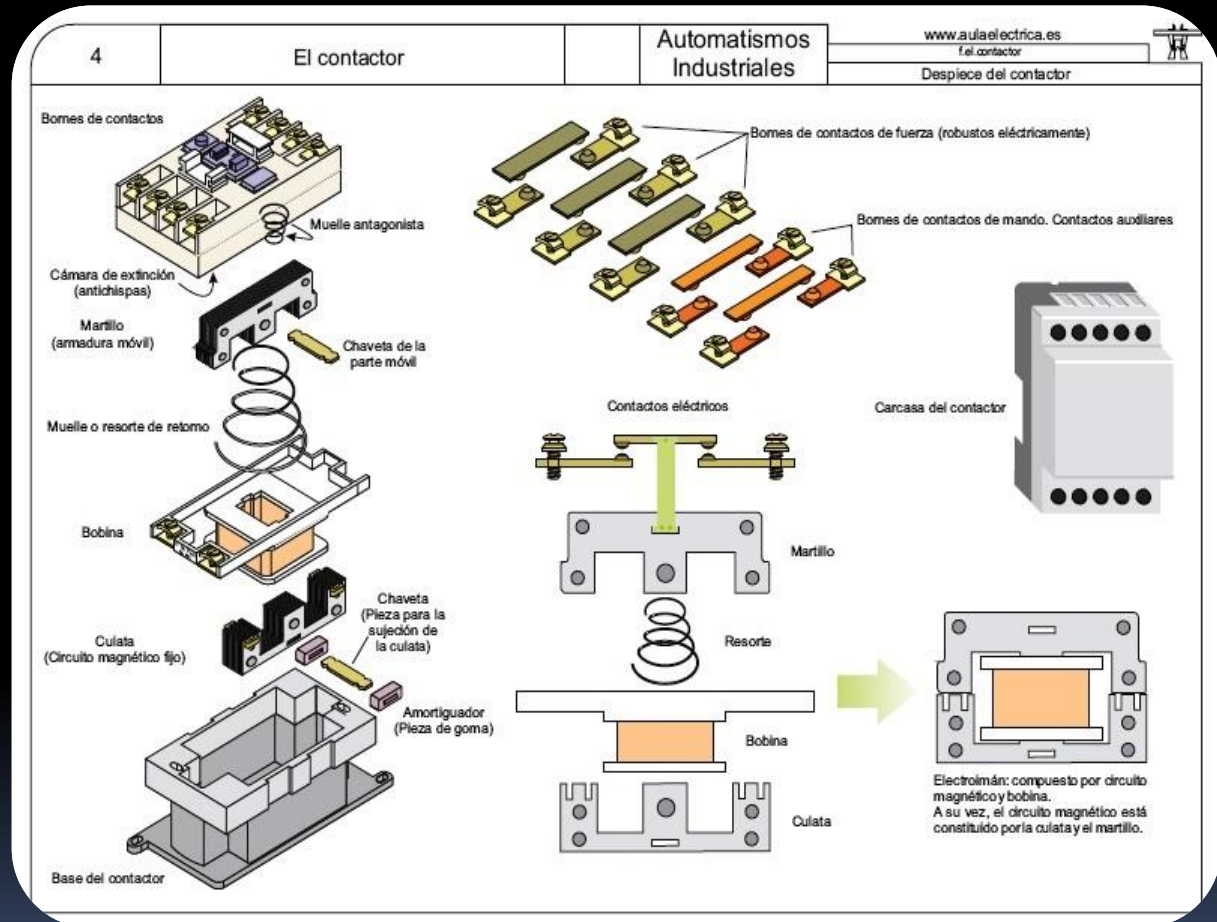 4
El contactor
Automatismos
Industriales
www.aulaelectrica.es
f.el.contactor
Despiece del contactor
Bornes de contactos
Muelle antagonista
Cámara de extinción
(antichispas)
Martillo
(armadura móvil)
Chaveta de la
parte móvil
Muelle o resorte de retorno
Bobina
Chaveta
(Pieza para la
sujeción de
la culata)
Culata
(Circuito magnético fijo)
Amortiguador
(Pieza de goma)
Base del contactor
Bornes de contactos de fuerza (robustos eléctricamente)
Bornes de contactos de mando. Contactos auxiliares
Contactos eléctricos
Carcasa del contactor
Martillo
Resorte
Bobina
Culata
Electroimán: compuesto por circuito
magnético y bobina.
A su vez, el circuito magnético está
constituido por la culata y el martillo.